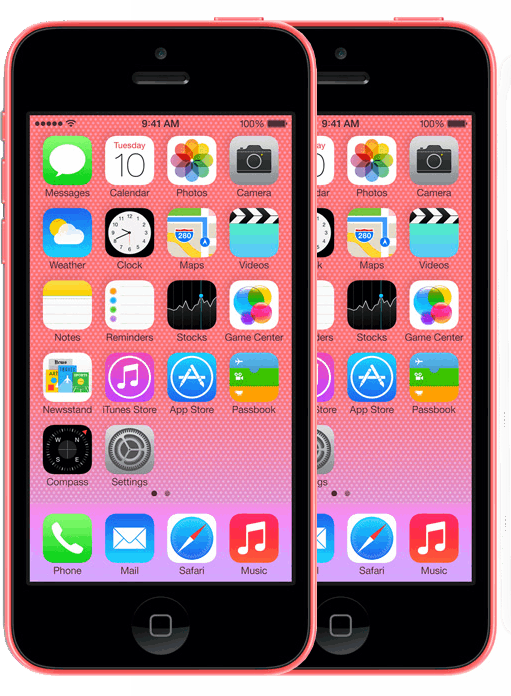 9:41 AM 100% 9:41 AM 100%
Tuesday
10
Messages Calendar Photos Camera Photos Camera
280 280
Weather Clock Maps Videos Maps Videos
Notes Reminders Stocks Game Center Stocks Game Center
Newsstand iTunes Store App Store Passbook App Store Passbook
N
W E
S
Compass Settings
Phone Mail Safari Music Safari Music